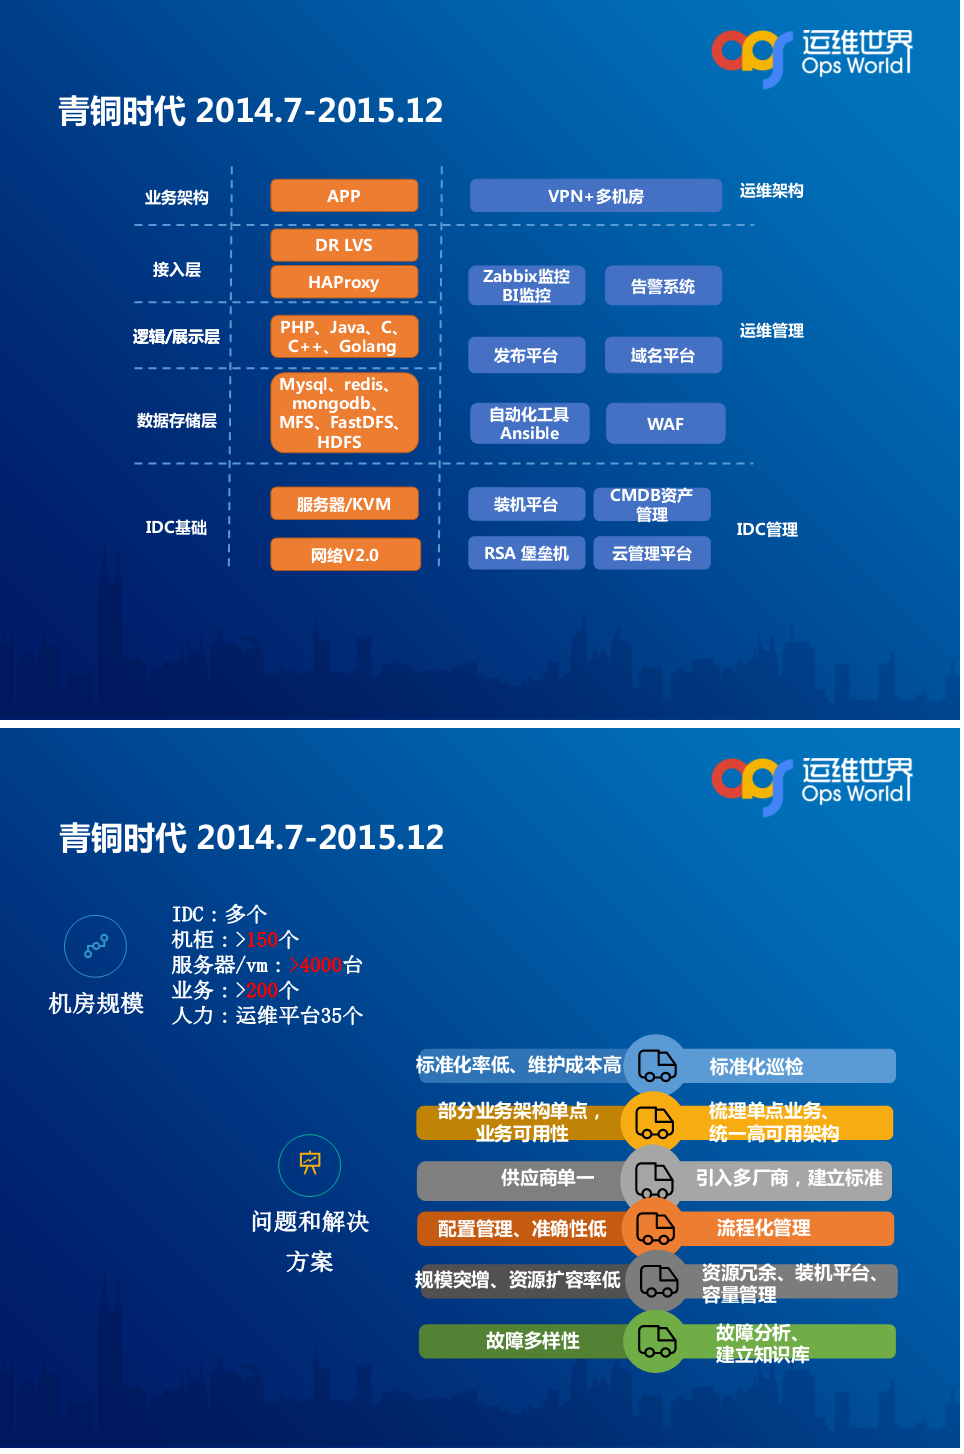 运维世界
Ops World
青铜时代 2014.7-2015.12
业务架构
APP
VPN+多机房
运维架构
接入层
DR LVS
HAProxy
Zabbix监控
BI监控
告警系统
逻辑/展示层
PHP、Java、C、
C++、Golang
运维管理
发布平台
域名平台
数据存储层
Mysql、redis、
mongodb、
MFS、FastDFS、
HDFS
自动化工具
Ansible
WAF
IDC基础
服务器/KVM
装机平台
CMDB资产
管理
IDC管理
网络V2.0
RSA 堡垒机
云管理平台
运维世界
Ops World
青铜时代 2014.7-2015.12
机房规模
IDC：多个
机柜：>150个
服务器/vm：>4000台
业务：>200个
人力：运维平台35个
问题和解决
方案
标准化率低、维护成本高
标准化巡检
部分业务架构单点，
业务可用性
梳理单点业务、
统一高可用架构
供应商单一
引入多厂商，建立标准
配置管理、准确性低
流程化管理
规模突增、资源扩容率低
资源冗余、装机平台、
容量管理
故障多样性
故障分析、
建立知识库